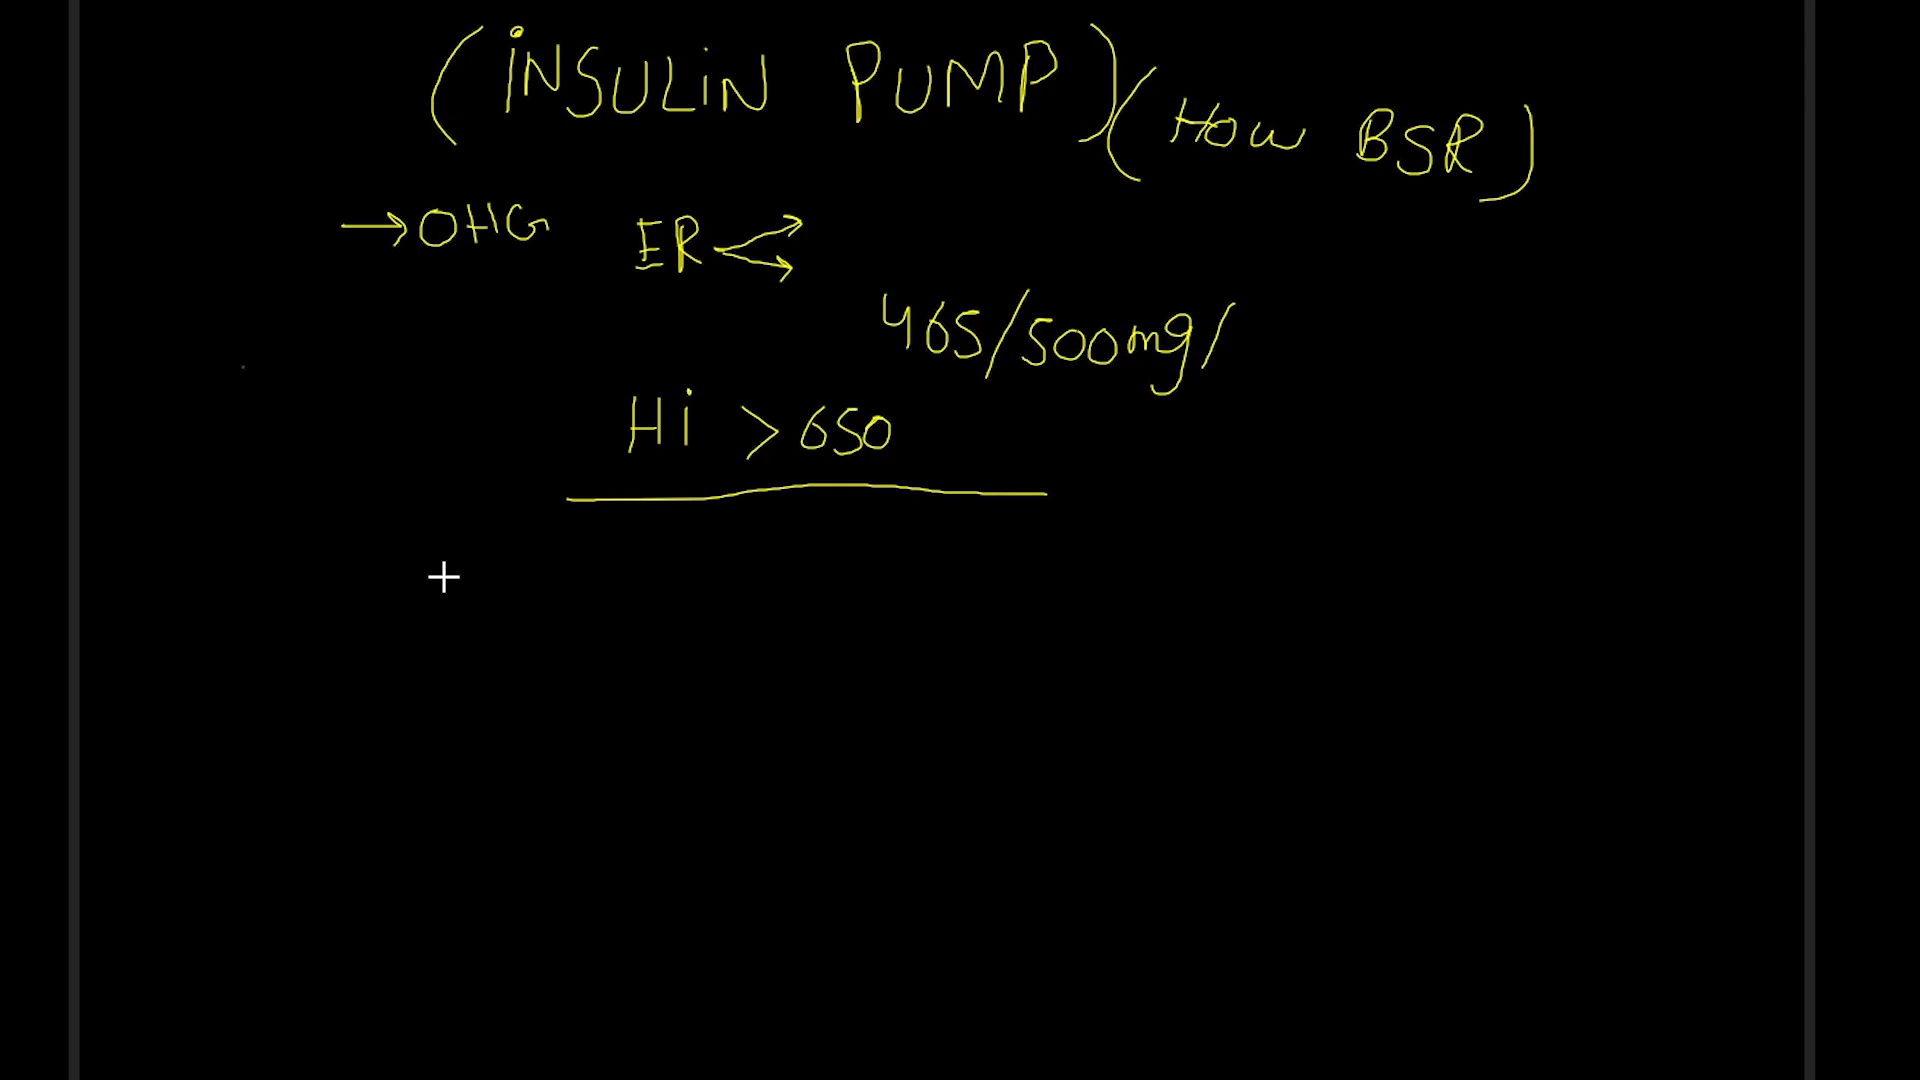 (INSULIN PUMP) (HOW BSR)
→OHG ER
465/500mg/
Hi >650